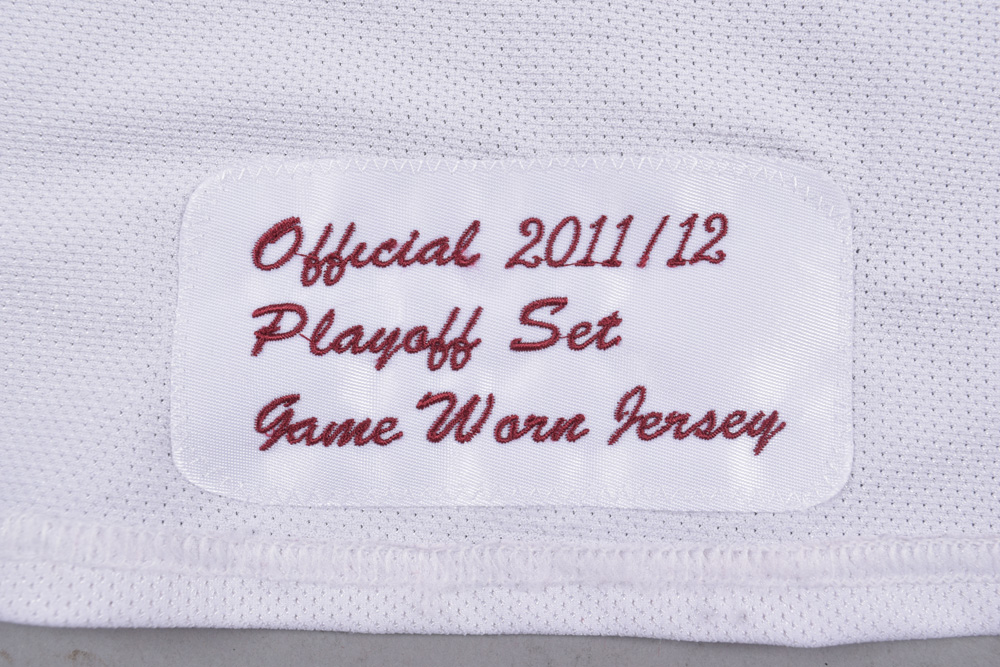 Official 2011/12
Playoff Set
Game Worn Jersey